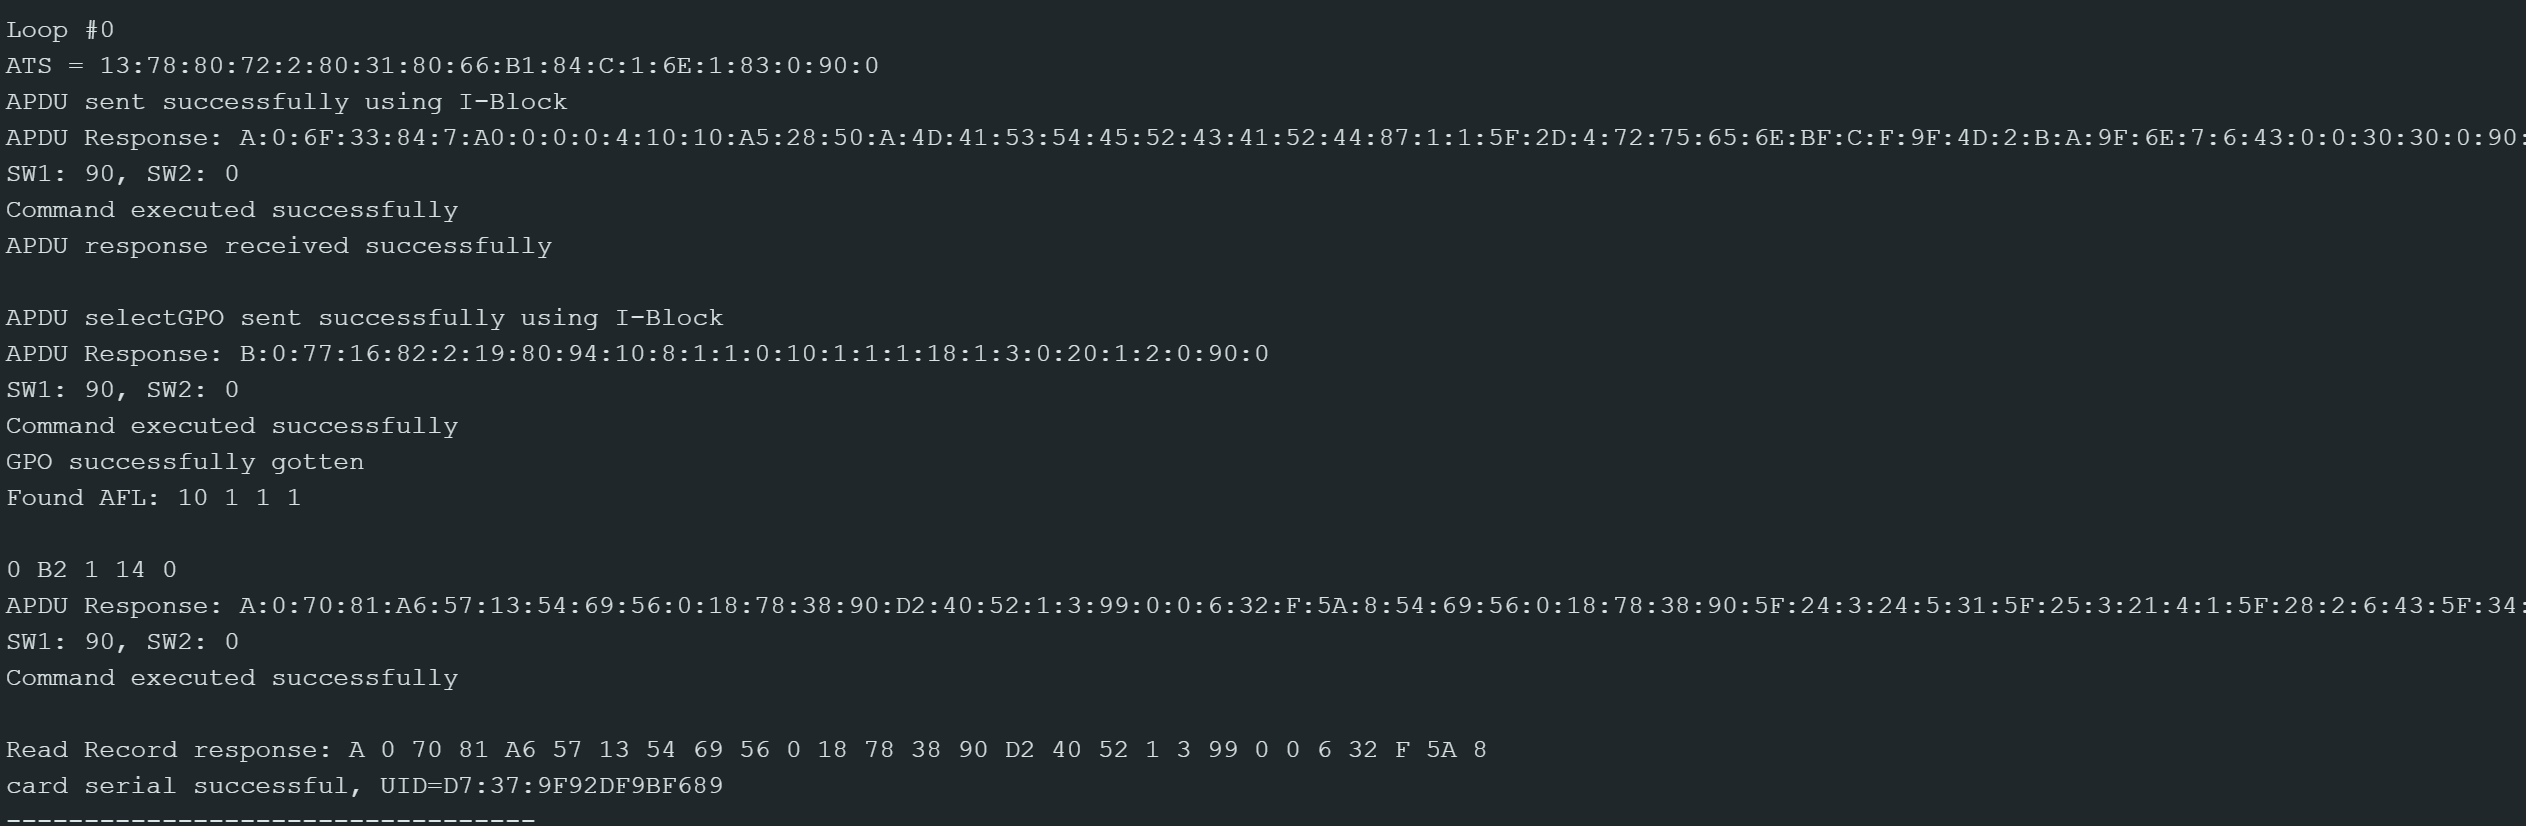 Loop #0
ATS = 13:78:80:72:2:80:31:80:66:B1:84:C:1:6E:1:83:0:90:0
APDU sent successfully using I-Block
APDU Response: A:0:6F:33:84:7:A0:0:0:0:4:10:10:A5:28:50:A:4D:41:53:54:45:52:43:41:52:44:87:1:1:5F:2D:4:72:75:65:6E:BF:C:F:9F:4D:2:B:A:9F:6E:7:6:43:0:0:30:30:0:90:
SW1: 90, SW2: 0
Command executed successfully
APDU response received successfully
APDU selectGPO sent successfully using I-Block
APDU Response: B:0:77:16:82:2:19:80:94:10:8:1:1:0:10:1:1:1:18:1:3:0:20:1:2:0:90:0
SW1: 90, SW2: 0
Command executed successfully
GPO successfully gotten
Found AFL: 10 1 1 1
0 B2 1 14 0
APDU Response: A:0:70:81:A6:57:13:54:69:56:0:18:78:38:90:D2:40:52:1:3:99:0:0:6:32:F:5A:8:54:69:56:0:18:78:38:90:5F:24:3:24:5:31:5F:25:3:21:4:1:5F:28:2:6:43:5F:34:
SW1: 90, SW2: 0
Command executed successfully
Read Record response: A 0 70 81 A6 57 13 54 69 56 0 18 78 38 90 D2 40 52 1 3 99 0 0 6 32 F 5A 8
card serial successful, UID=D7:37:9F92DF9BF689
----------------------------------